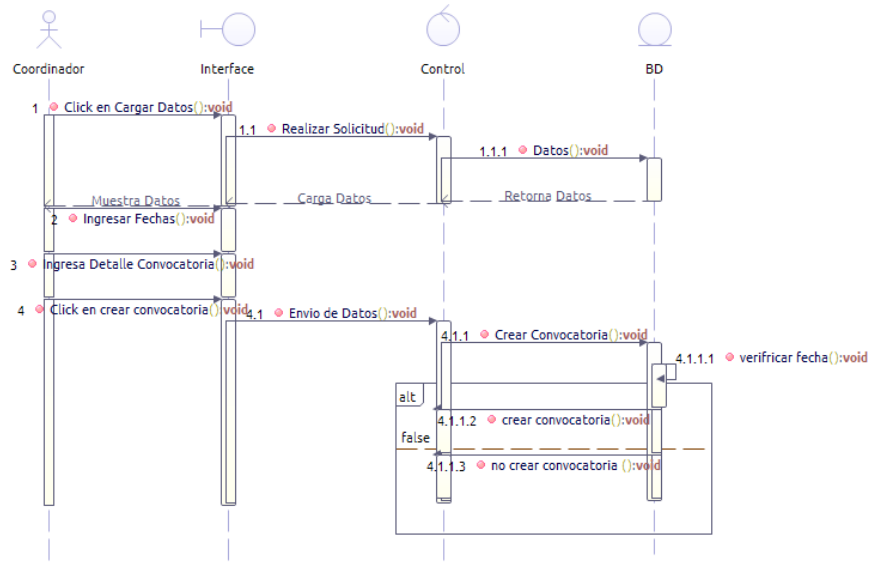 Coordinador Interface Control BD
1 Click en Cargar Datos():void
1.1 Realizar Solicitud():void
1.1.1 Datos():void
Muestra Datos Carga Datos Retorna Datos
2 Ingresar Fechas():void
3 Ingresa Detalle Convocatoria():void
4 Click en crear convocatoria():void
4.1 Envio de Datos():void
4.1.1 Crear Convocatoria():void
4.1.1.1 verifricar fecha():void
alt
4.1.1.2 crear convocatoria():void
false
4.1.1.3 no crear convocatoria ():void